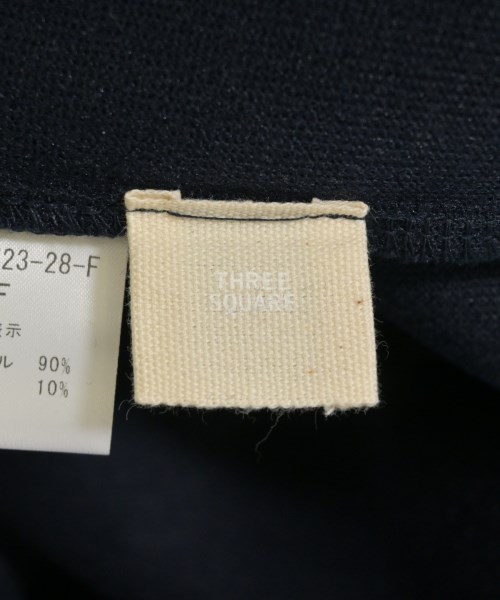 23-28-F
F
表示
ル 90%
10%
THREE
SQUARE